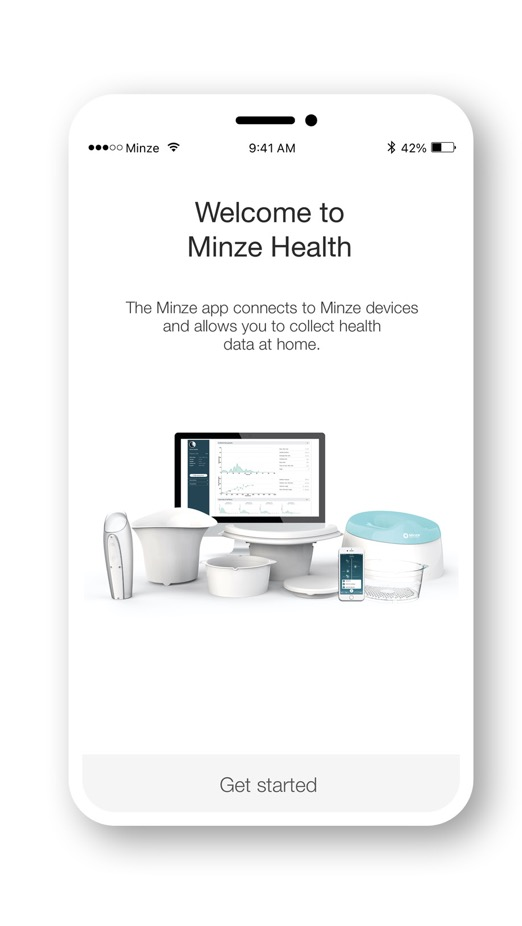 Minze
9:41 AM
42%
Welcome to
Minze Health
The Minze app connects to Minze devices
and allows you to collect health
data at home.
Get started